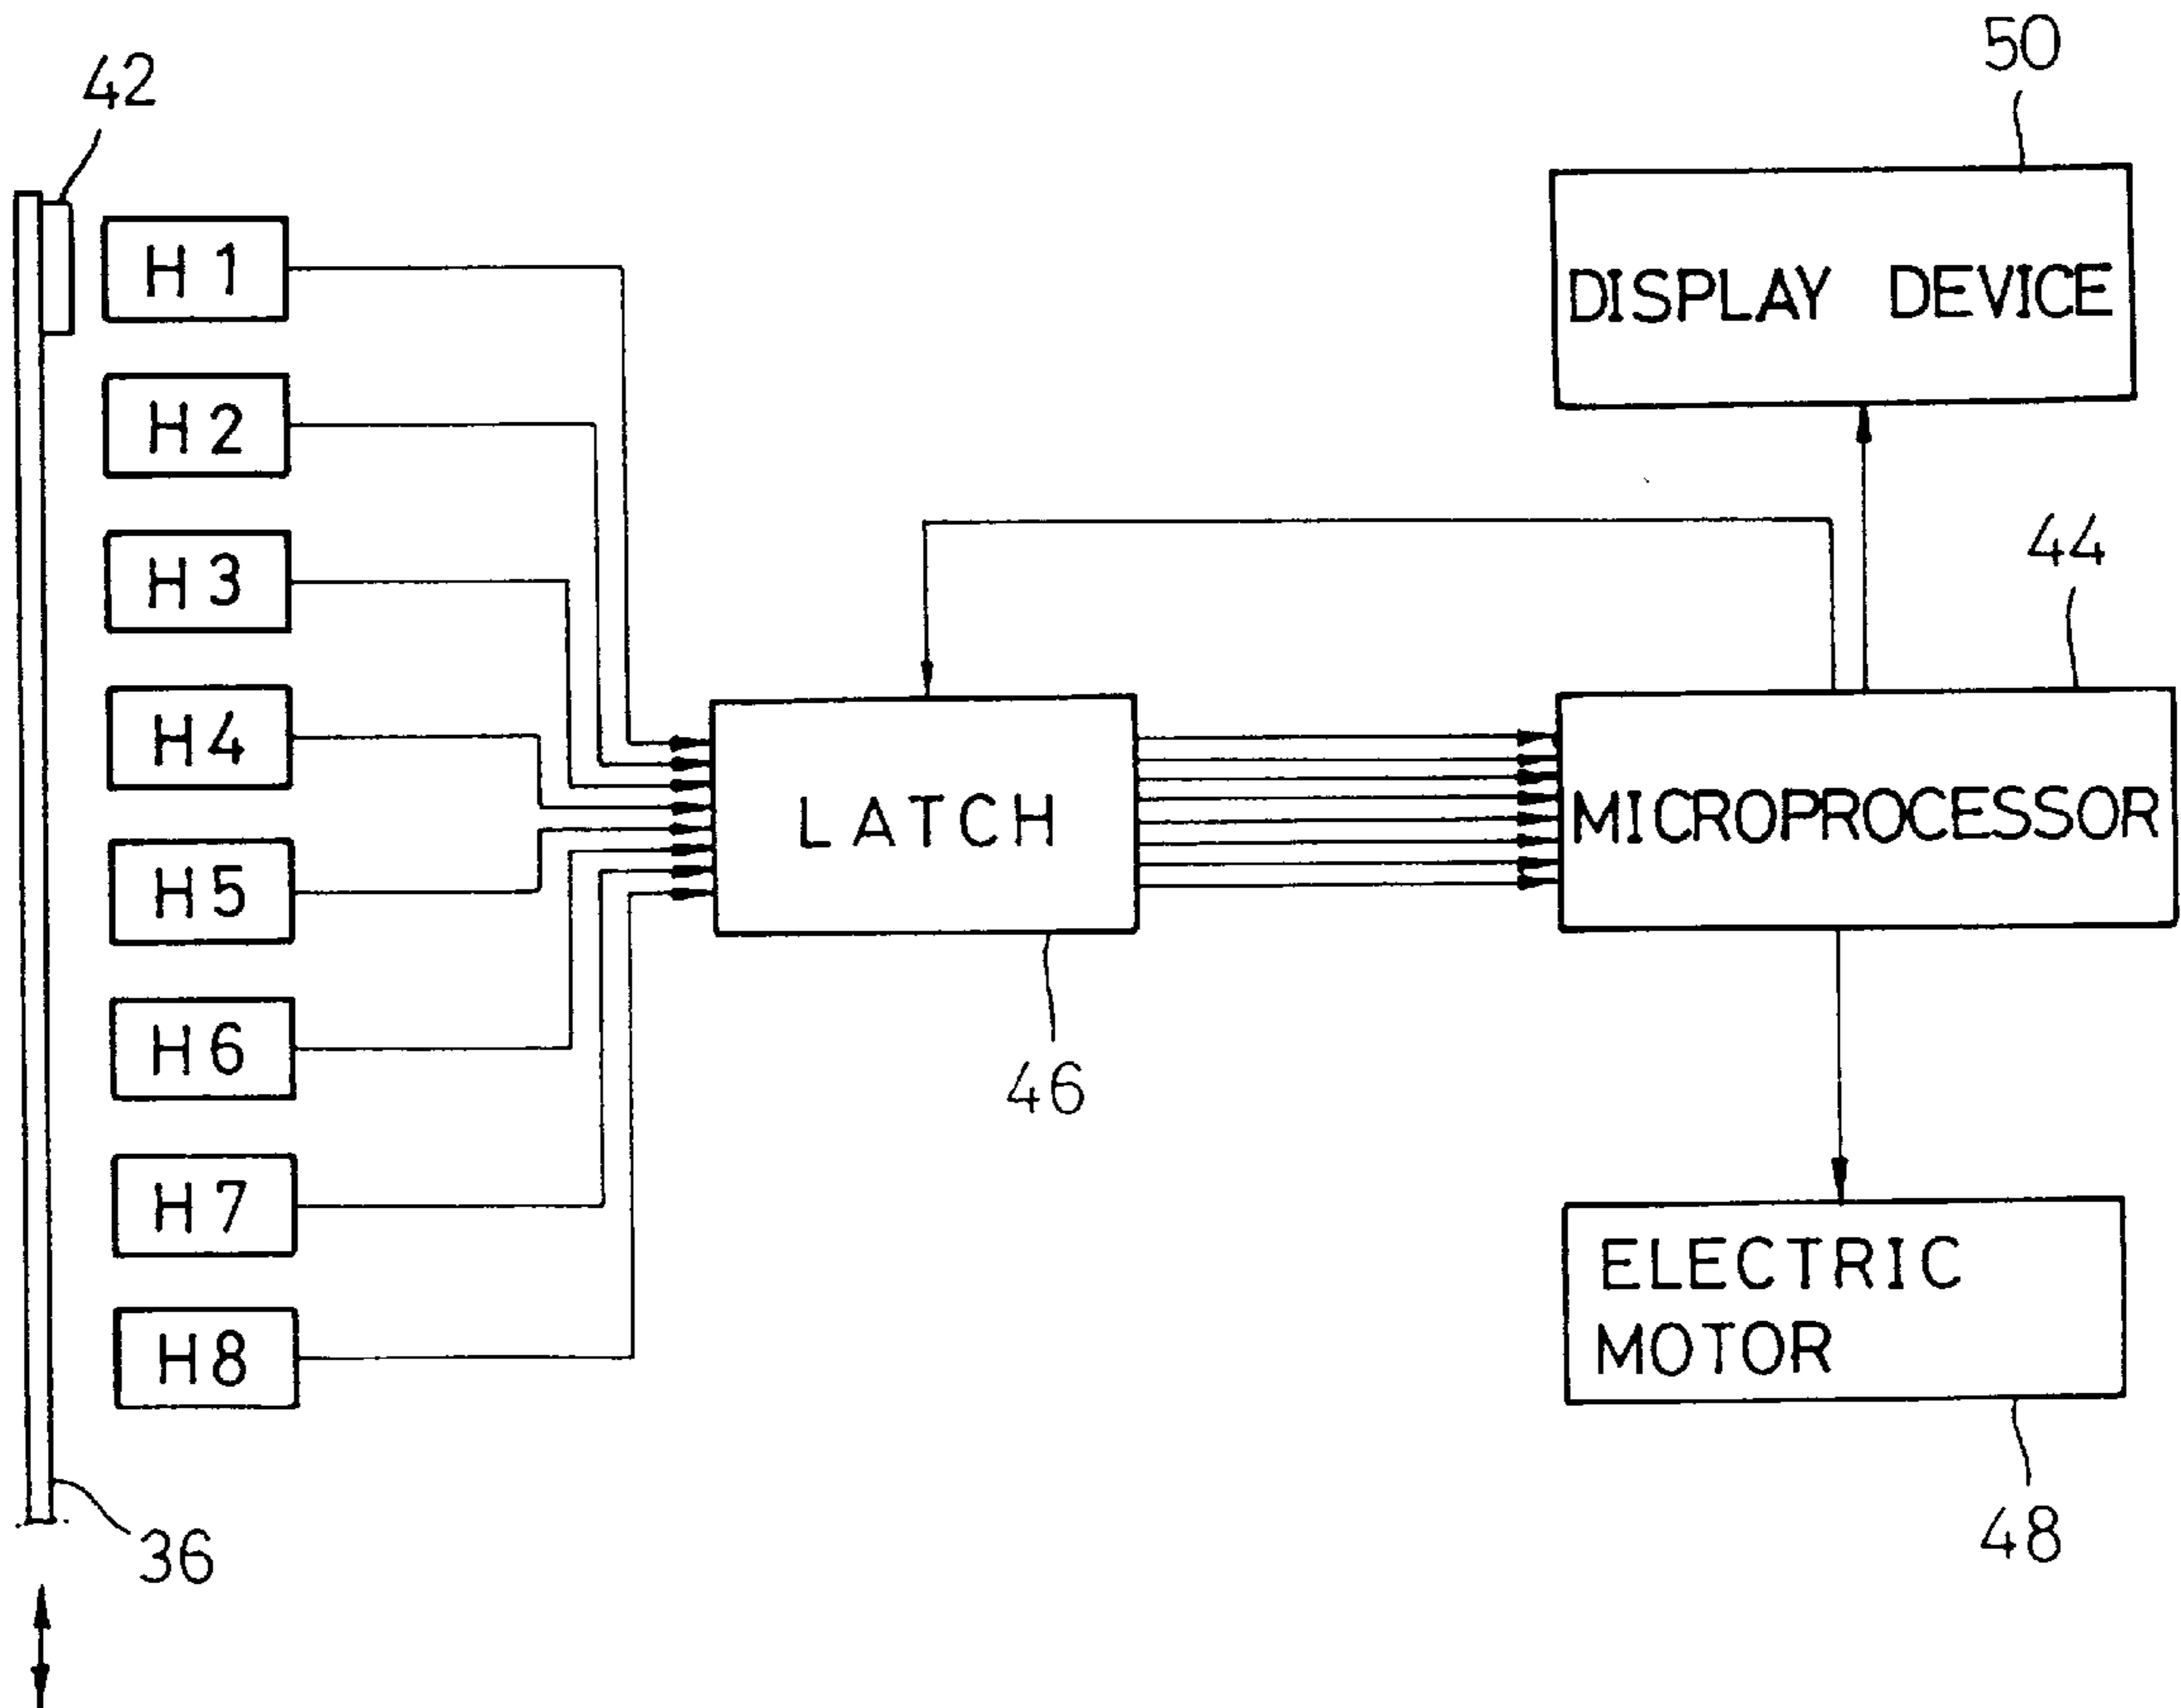 50
42
H1
DISPLAY DEVICE
H2
44
H3
H4
LATCH
MICROPROCESSOR
H5
H6
46
H7
ELECTRIC
MOTOR
H8
48
36